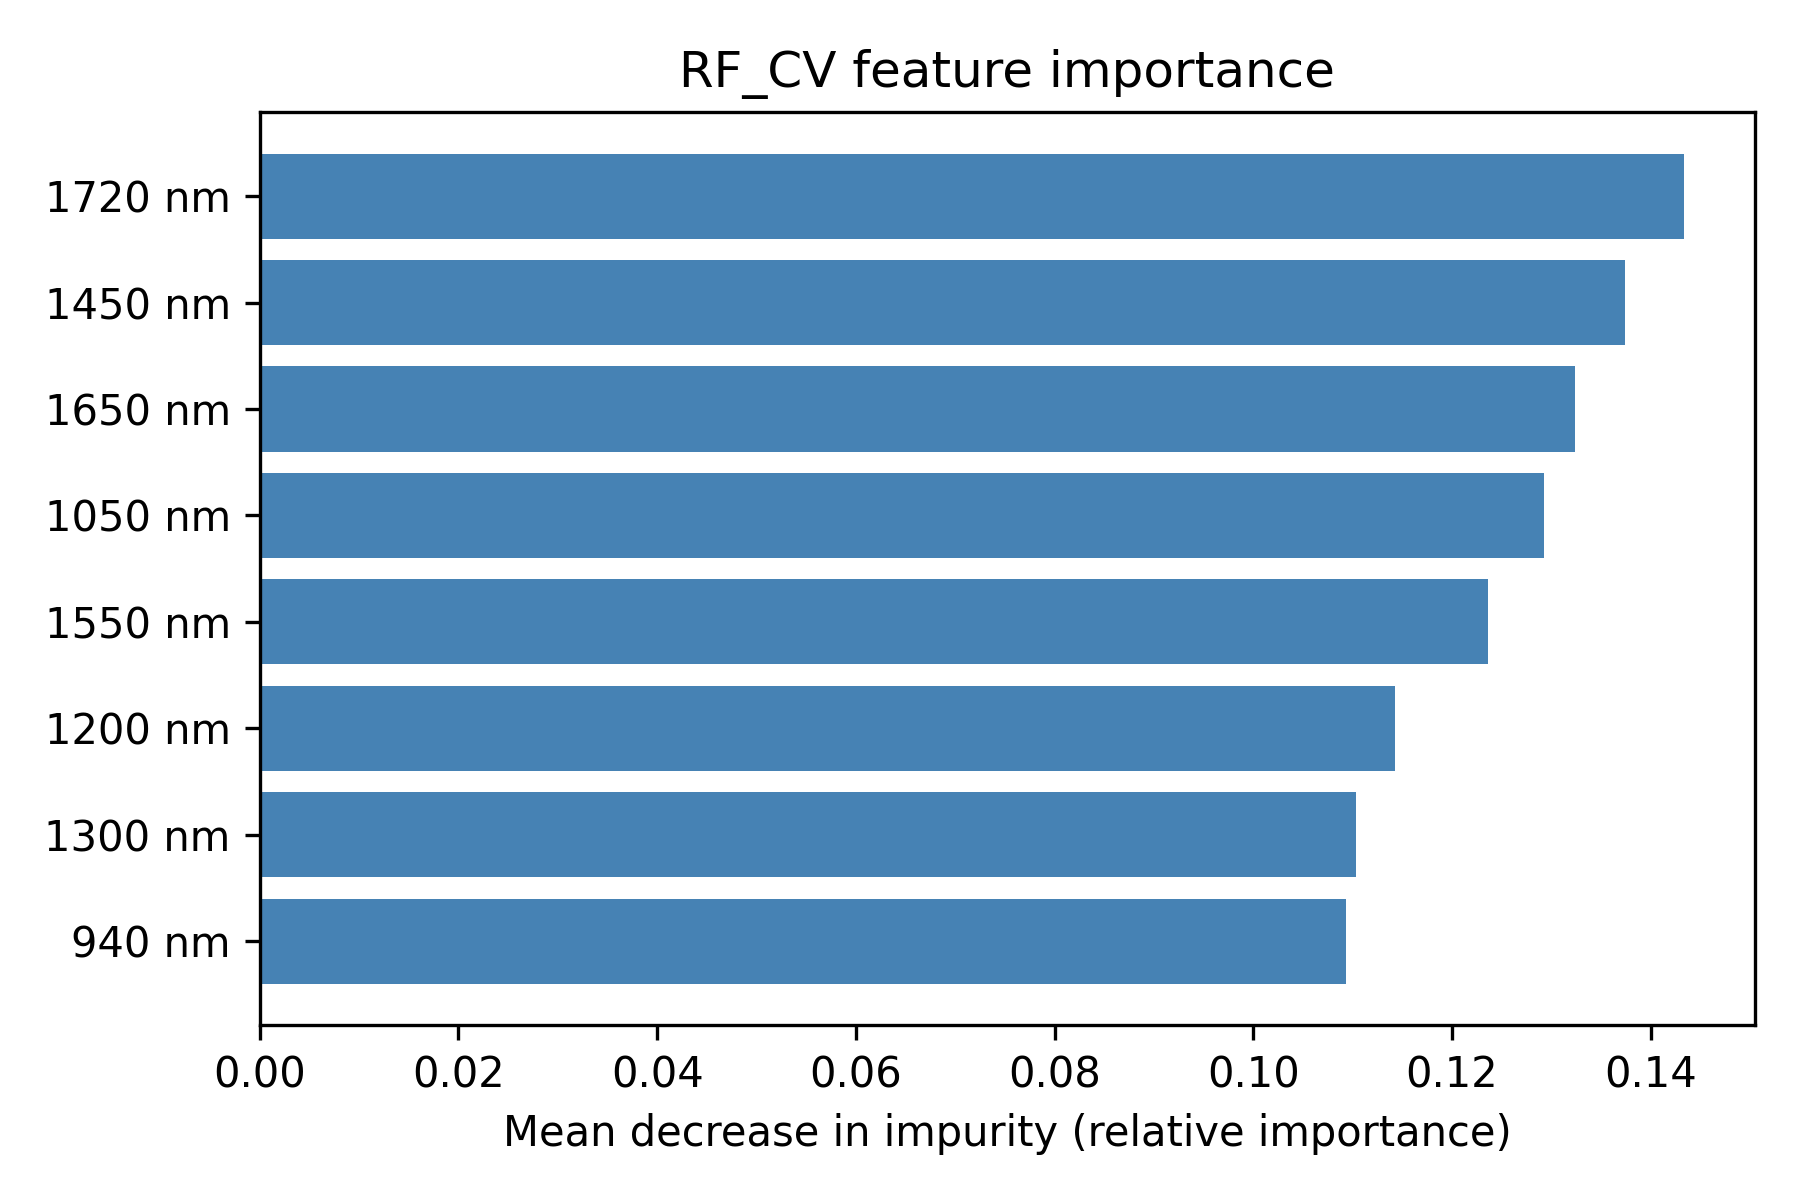 RF_CV feature importance
1720 nm
1450 nm
1650 nm
1050 nm
1550 nm
1200 nm
1300 nm
940 nm
0.00 0.02 0.04 0.06 0.08 0.10 0.12 0.14
Mean decrease in impurity (relative importance)